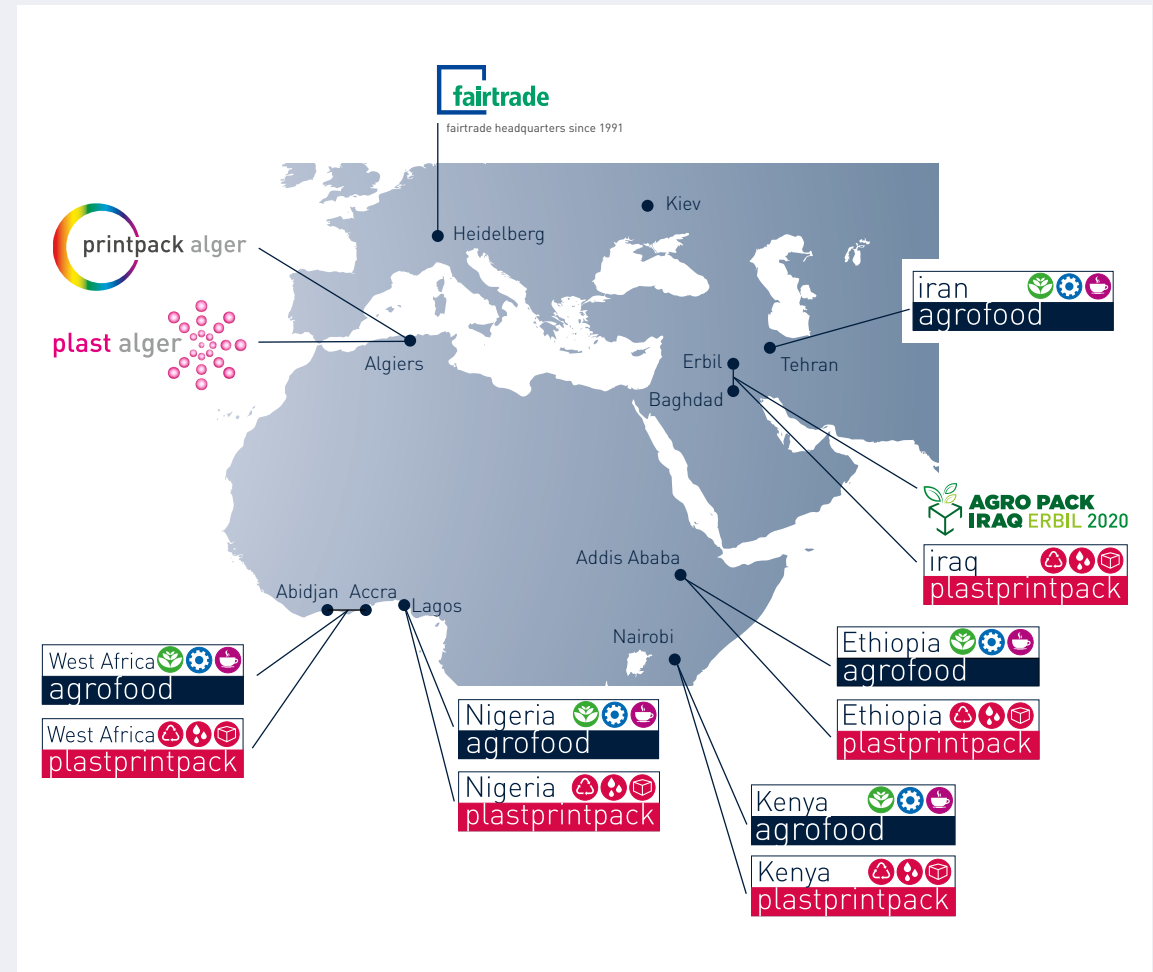 fairtrade
fairtrade headquarters since 1991
Kiev
Heidelberg
printpack alger
iran
agrofood
plast alger
Algiers
Erbil
Tehran
Baghdad
AGRO PACK
IRAQ ERBIL 2020
iraq
plastprintpack
Addis Ababa
Abidjan
Accra
Lagos
Nairobi
Ethiopia
agrofood
West Africa
agrofood
Ethiopia
plastprintpack
West Africa
plastprintpack
Nigeria
agrofood
Nigeria
plastprintpack
Kenya
agrofood
Kenya
plastprintpack